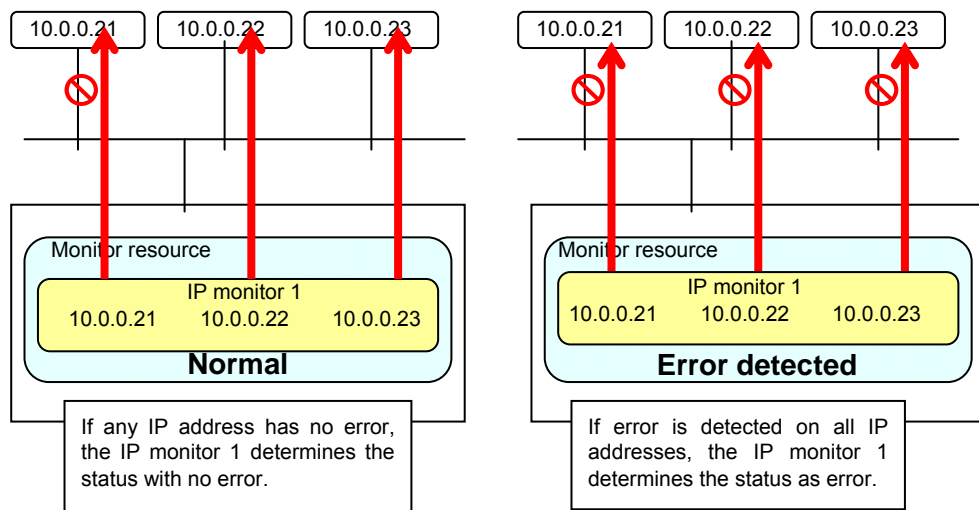 10.0.0.21 10.0.0.22 10.0.0.23
Monitor resource
IP monitor 1
10.0.0.21 10.0.0.22 10.0.0.23
Normal
If any IP address has no error,
the IP monitor 1 determines the
status with no error.
10.0.0.21 10.0.0.22 10.0.0.23
Monitor resource
IP monitor 1
10.0.0.21 10.0.0.22 10.0.0.23
Error detected
If error is detected on all IP
addresses, the IP monitor 1
determines the status as error.